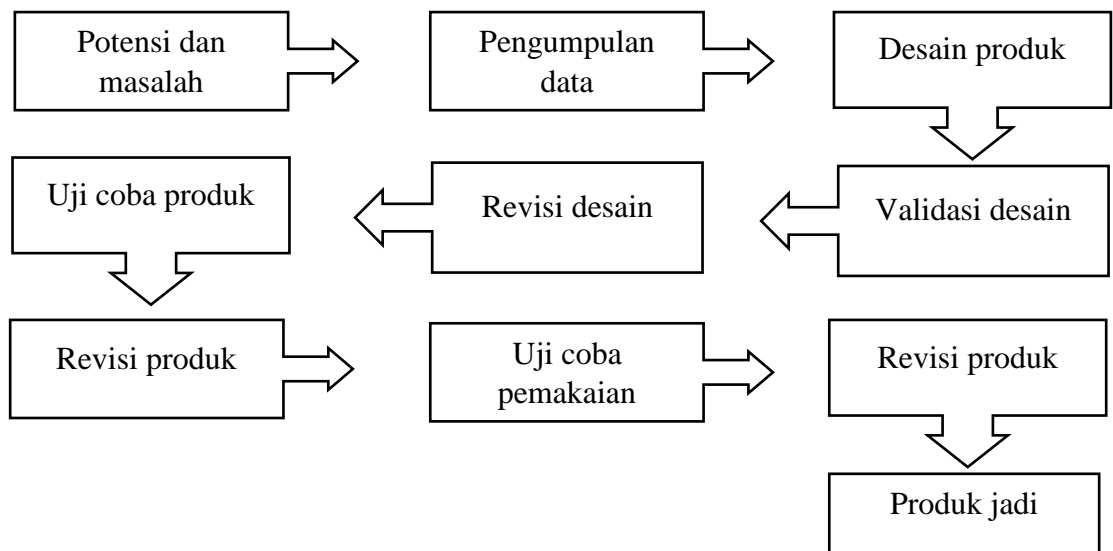 Potensi dan
masalah
Pengumpulan
data
Desain produk
Validasi desain
Revisi desain
Uji coba produk
Revisi produk
Uji coba
pemakaian
Revisi produk
Produk jadi